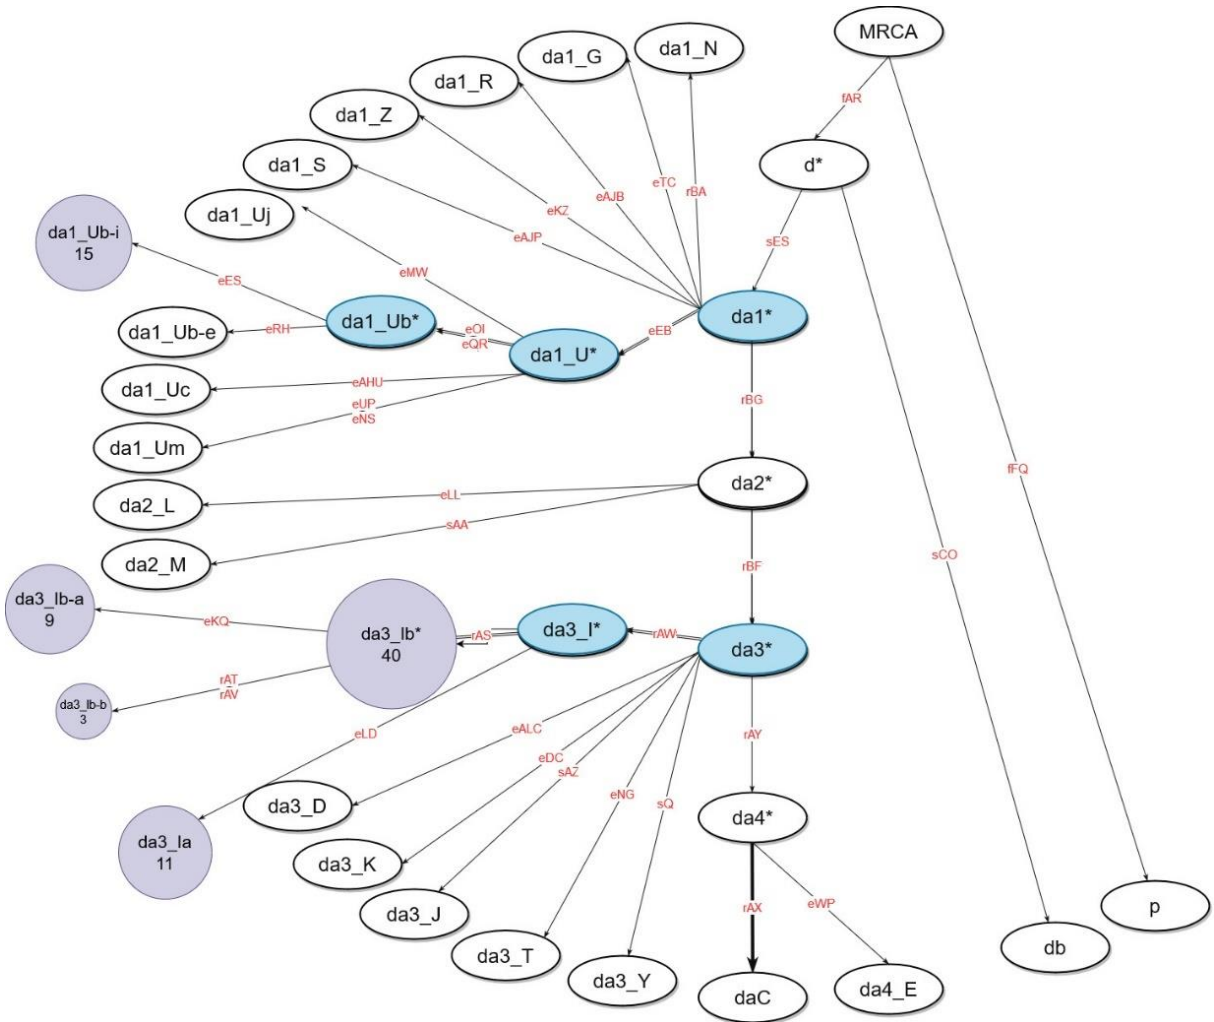 MRCA
da1_N
da1_G
da1_R
fAR
da1_Z
d*
da1_S
eTC
rBA
eAJB
eKZ
da1_Uj
eAJP
da1_Ub-i
15
sES
eMW
eES
da1_Ub*
da1*
eRH
da1_Ub-e
eOI
eQR
eEB
da1_U*
eAHU
da1_Uc
rBG
eUP
eNS
da1_Um
fFQ
da2*
eLL
da2_L
sAA
sCO
da2_M
rBF
da3_Ib-a
9
eKQ
da3_Ib*
40
rAS
da3_I*
rAW
da3*
rAT
rAV
da3_Ib-b
3
eLD
eALC
rAY
eDC
sAZ
eNG
sQ
da3_D
da4*
da3_Ia
11
da3_K
rAX
eWP
da3_J
p
da3_T
db
da3_Y
daC
da4_E